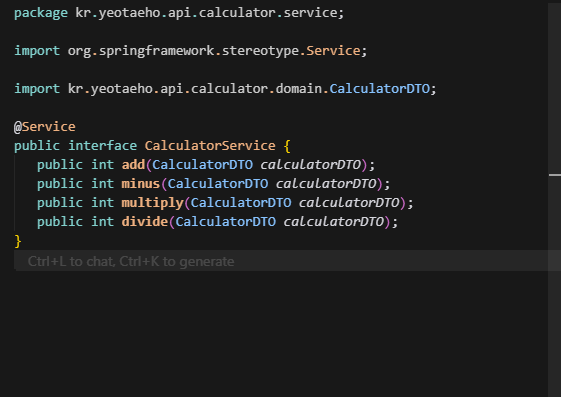 package kr.yeotaeho.api.calculator.service;
import org.springframework.stereotype.Service;
import kr.yeotaeho.api.calculator.domain.CalculatorDTO;
@Service
public interface CalculatorService {
public int add(CalculatorDTO calculatorDTO);
public int minus(CalculatorDTO calculatorDTO);
public int multiply(CalculatorDTO calculatorDTO);
public int divide(CalculatorDTO calculatorDTO);
}
Ctrl+L to chat, Ctrl+K to generate